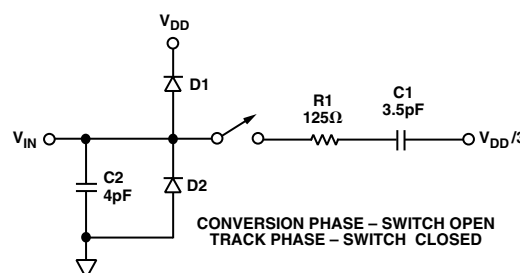 VDD
D1
R1
125Ω
C1
3.5pF
VIN
VDD/3
C2
4pF
D2
CONVERSION PHASE – SWITCH OPEN
TRACK PHASE – SWITCH CLOSED